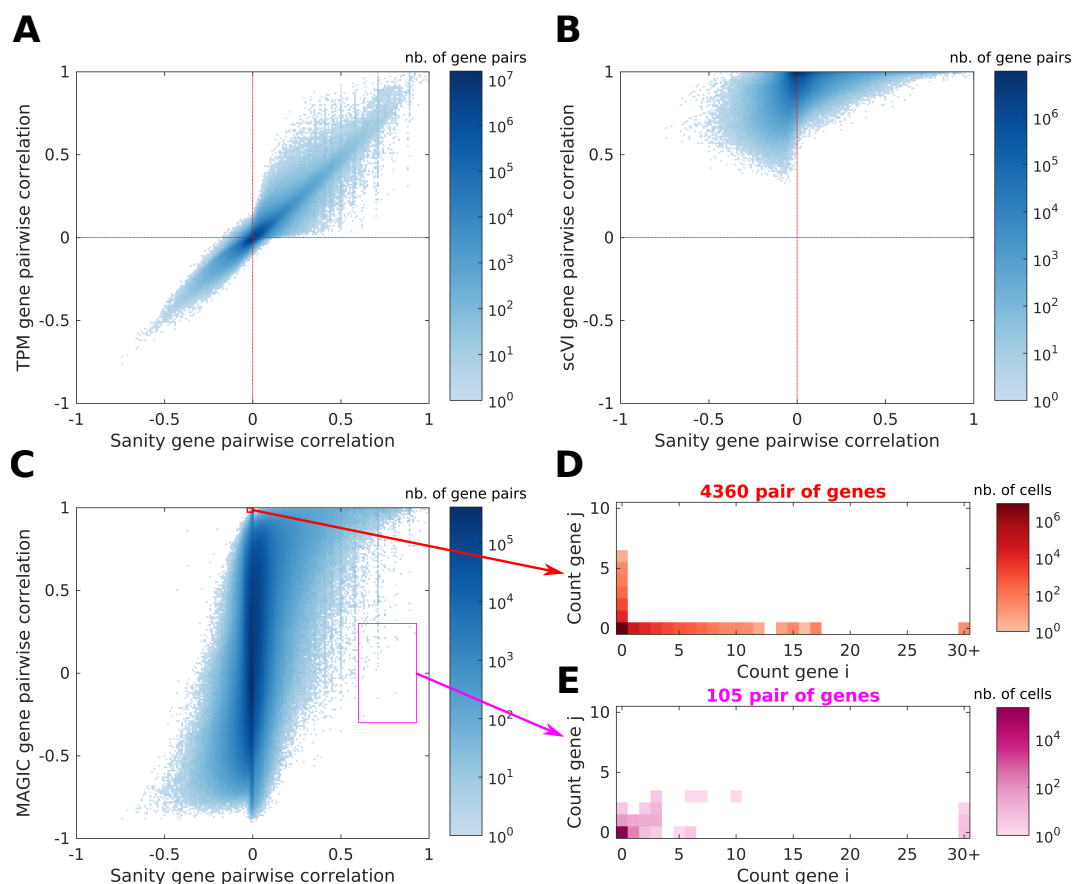 A
nb. of gene pairs
TPM gene pairwise correlation
1
0.5
0
-0.5
-1
-1 -0.5 0 0.5 1
Sanity gene pairwise correlation
10^7
10^6
10^5
10^4
10^3
10^2
10^1
10^0
B
nb. of gene pairs
scVI gene pairwise correlation
1
0.5
0
-0.5
-1
-1 -0.5 0 0.5 1
Sanity gene pairwise correlation
10^6
10^5
10^4
10^3
10^2
10^1
10^0
C
nb. of gene pairs
MAGIC gene pairwise correlation
1
0.5
0
-0.5
-1
-1 -0.5 0 0.5 1
Sanity gene pairwise correlation
10^5
10^4
10^3
10^2
10^1
10^0
D
4360 pair of genes
nb. of cells
Count gene j
10
5
0
0 5 10 15 20 25 30+
Count gene i
10^6
10^4
10^2
10^0
E
105 pair of genes
nb. of cells
Count gene j
10
5
0
0 5 10 15 20 25 30+
Count gene i
10^4
10^2
10^0